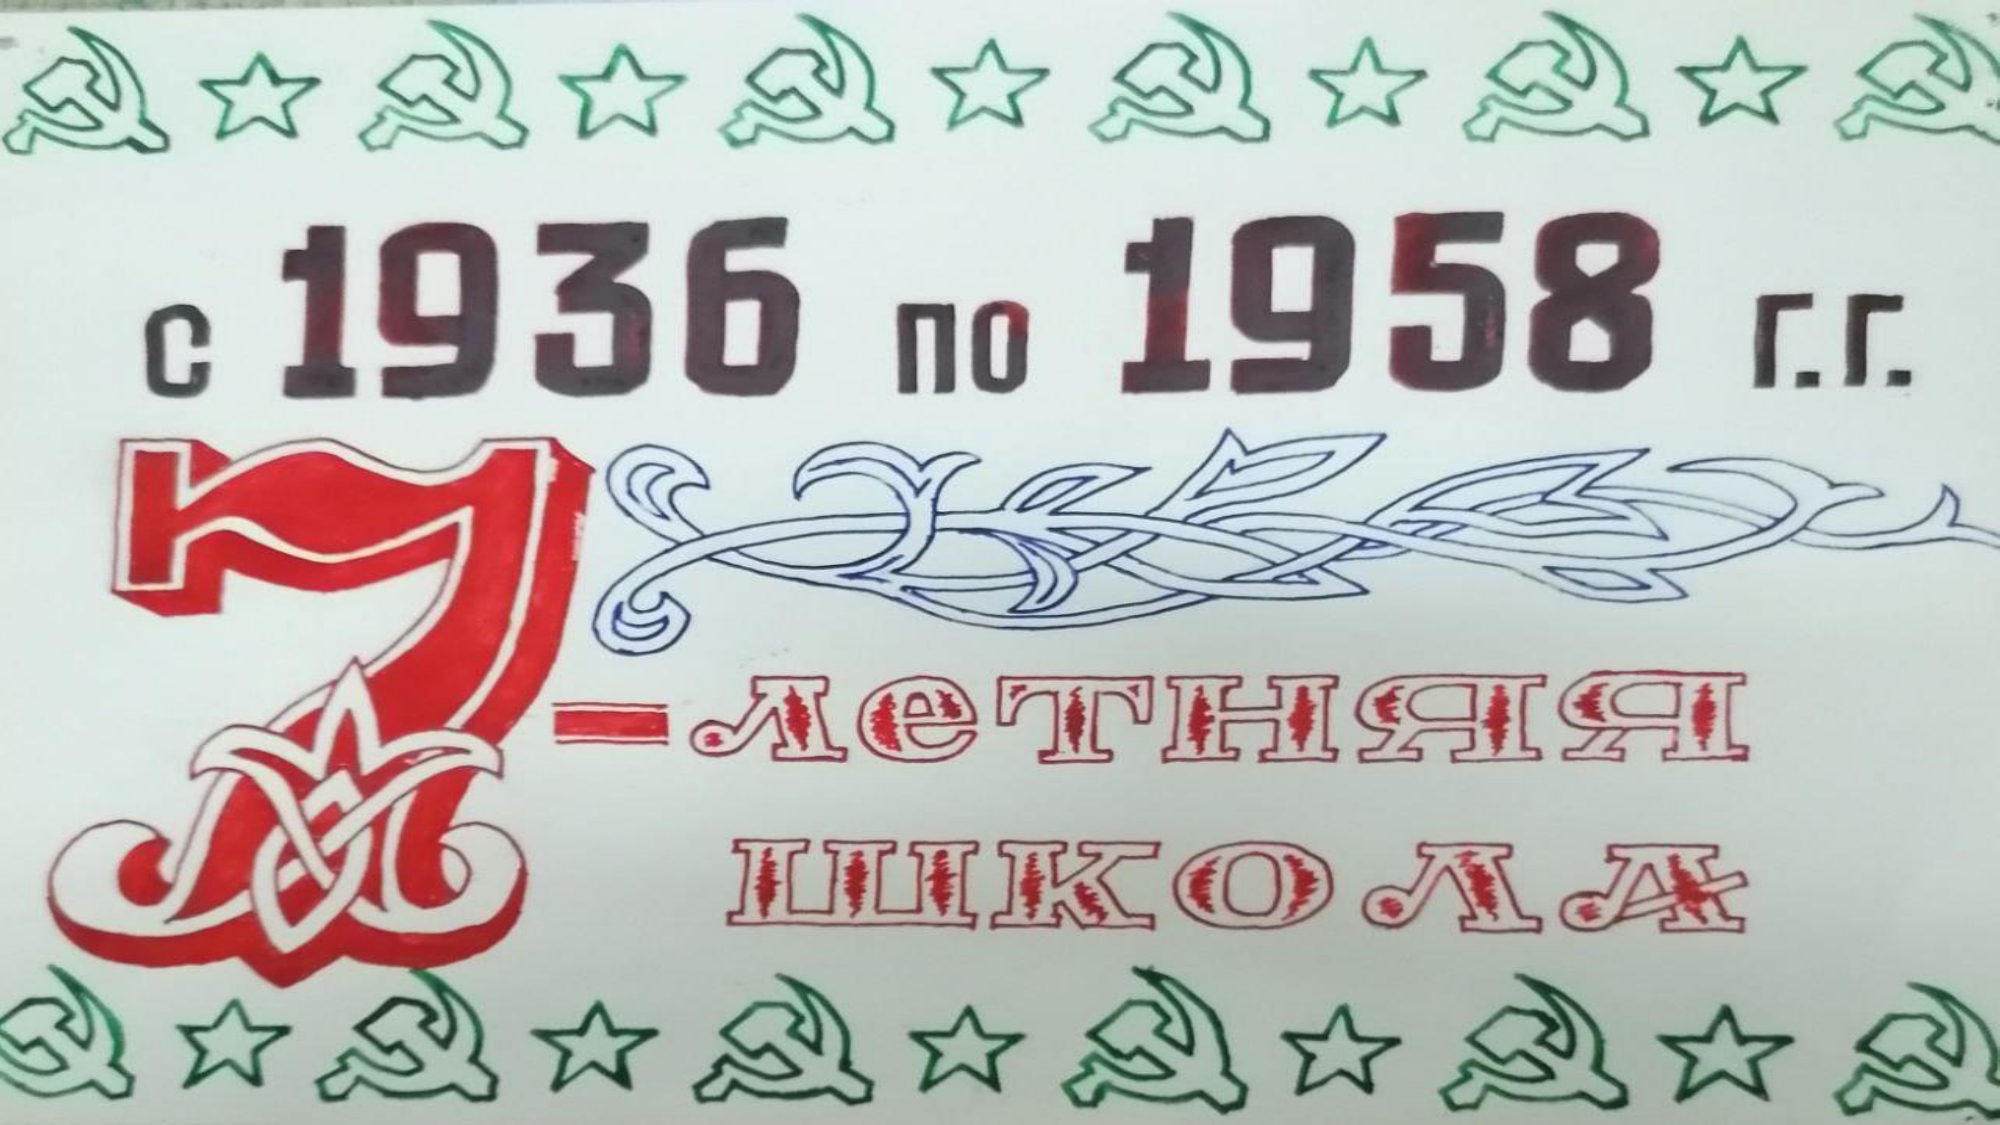 с 1936 по 1958 г.г.
7-летняя
школа